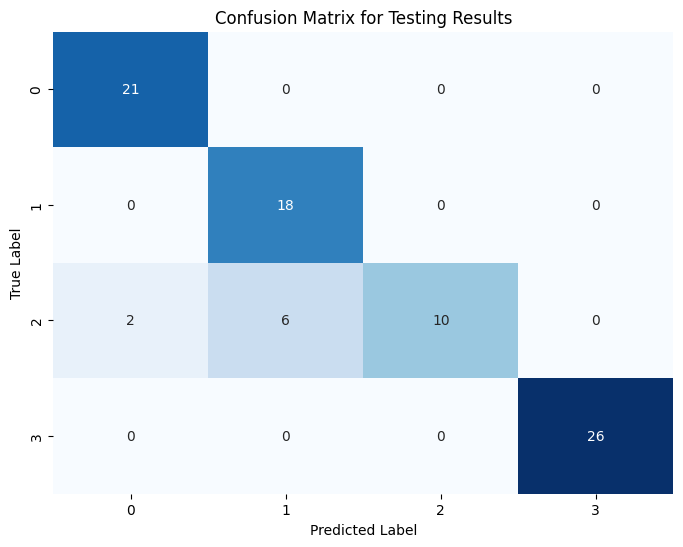 Confusion Matrix for Testing Results
True Label
0 21 0 0 0
1 0 18 0 0
2 2 6 10 0
3 0 0 0 26
0 1 2 3
Predicted Label